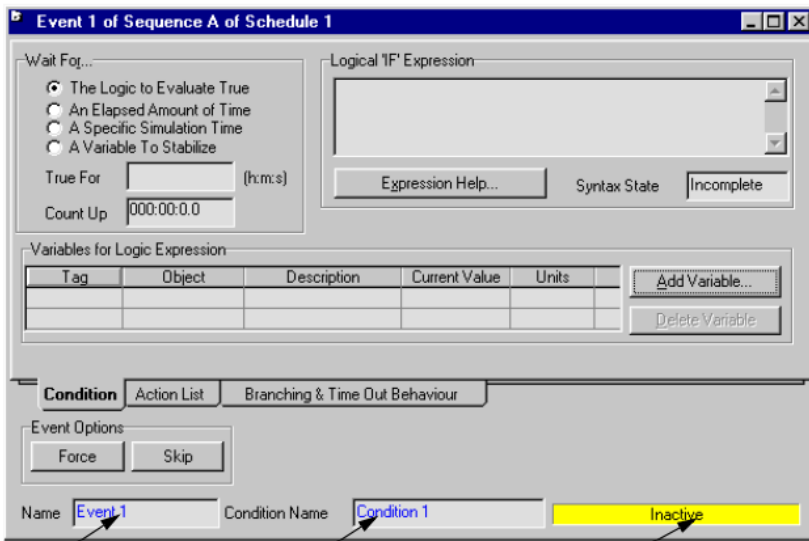 Event 1 of Sequence A of Schedule 1
Wait For...
The Logic to Evaluate True
An Elapsed Amount of Time
A Specific Simulation Time
A Variable To Stabilize
True For (h:m:s)
Count Up 000:00:0.0
Logical 'IF' Expression
Expression Help... Syntax State Incomplete
Variables for Logic Expression
Tag Object Description Current Value Units
Add Variable...
Delete Variable
Condition Action List Branching & Time Out Behaviour
Event Options
Force Skip
Name Event 1 Condition Name Condition 1 Inactive